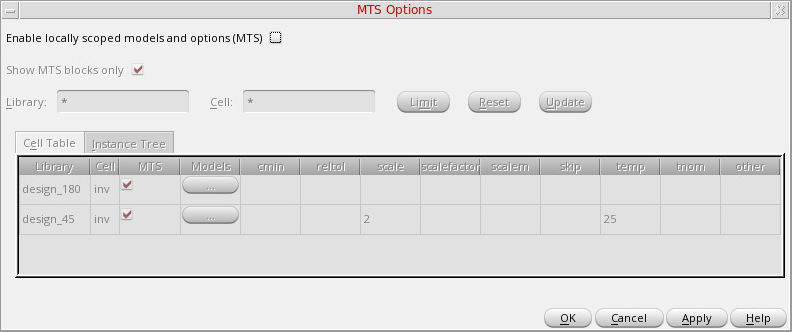 MTS Options
Enable locally scoped models and options (MTS)
Show MTS blocks only
Library: * Cell: * Limit Reset Update
Cell Table Instance Tree
Library Cell MTS Models cmin reltol scale scalefactor scalem skip temp tnom other
design_180 inv ...
design_45 inv ... 2 25
OK Cancel Apply Help